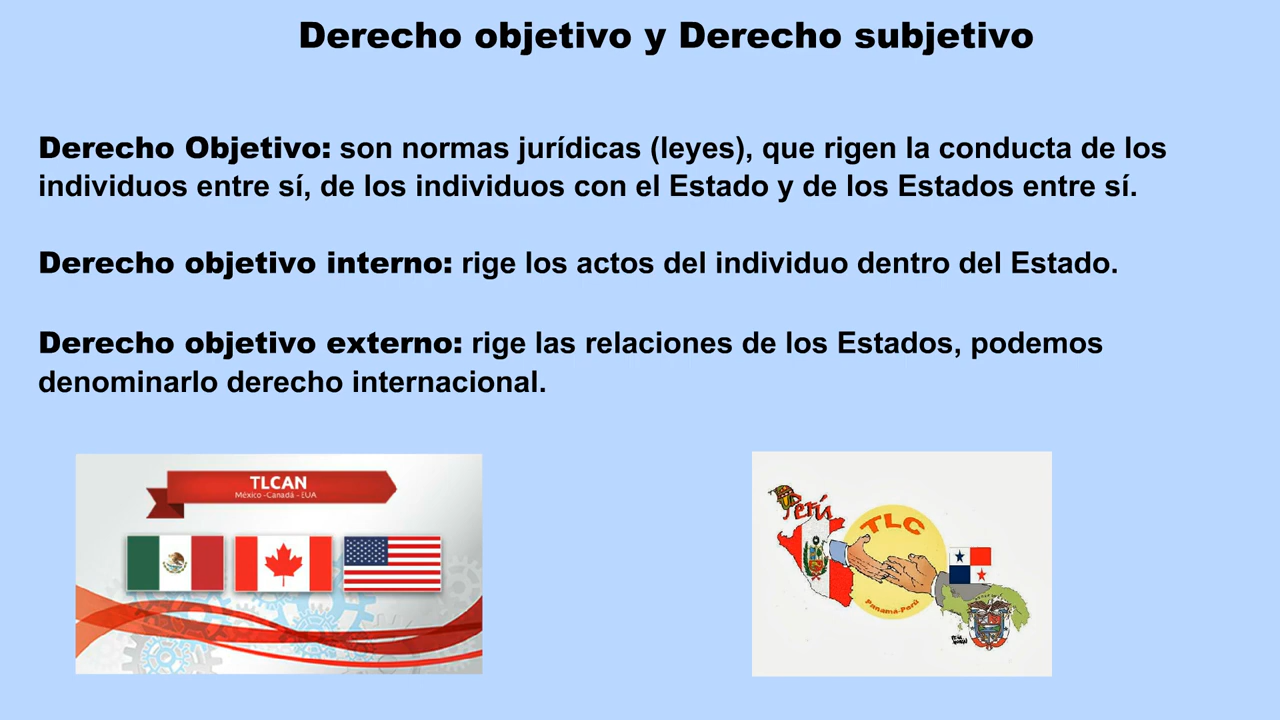 Derecho objetivo y Derecho subjetivo
Derecho Objetivo: son normas jurídicas (leyes), que rigen la conducta de los
individuos entre sí, de los individuos con el Estado y de los Estados entre sí.
Derecho objetivo interno: rige los actos del individuo dentro del Estado.
Derecho objetivo externo: rige las relaciones de los Estados, podemos
denominarlo derecho internacional.
TLCAN
México -Canadá - EUA
Perú
TLC
Panamá-Perú